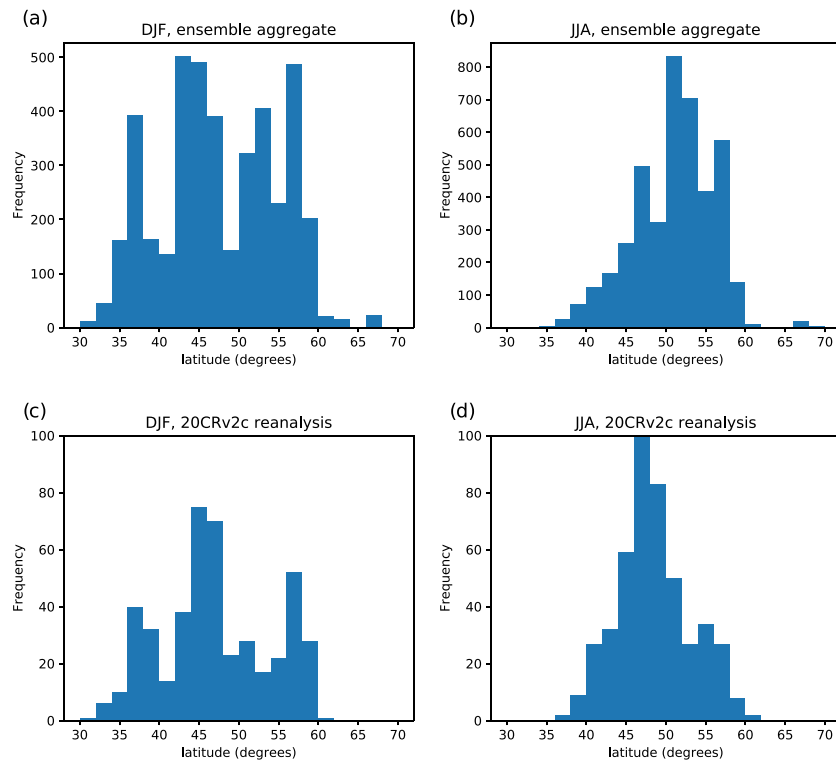 (a)
DJF, ensemble aggregate
500
400
300
200
100
0
Frequency
30 35 40 45 50 55 60 65 70
latitude (degrees)
(b)
JJA, ensemble aggregate
800
700
600
500
400
300
200
100
0
Frequency
30 35 40 45 50 55 60 65 70
latitude (degrees)
(c)
DJF, 20CRv2c reanalysis
100
80
60
40
20
0
Frequency
30 35 40 45 50 55 60 65 70
latitude (degrees)
(d)
JJA, 20CRv2c reanalysis
100
80
60
40
20
0
Frequency
30 35 40 45 50 55 60 65 70
latitude (degrees)